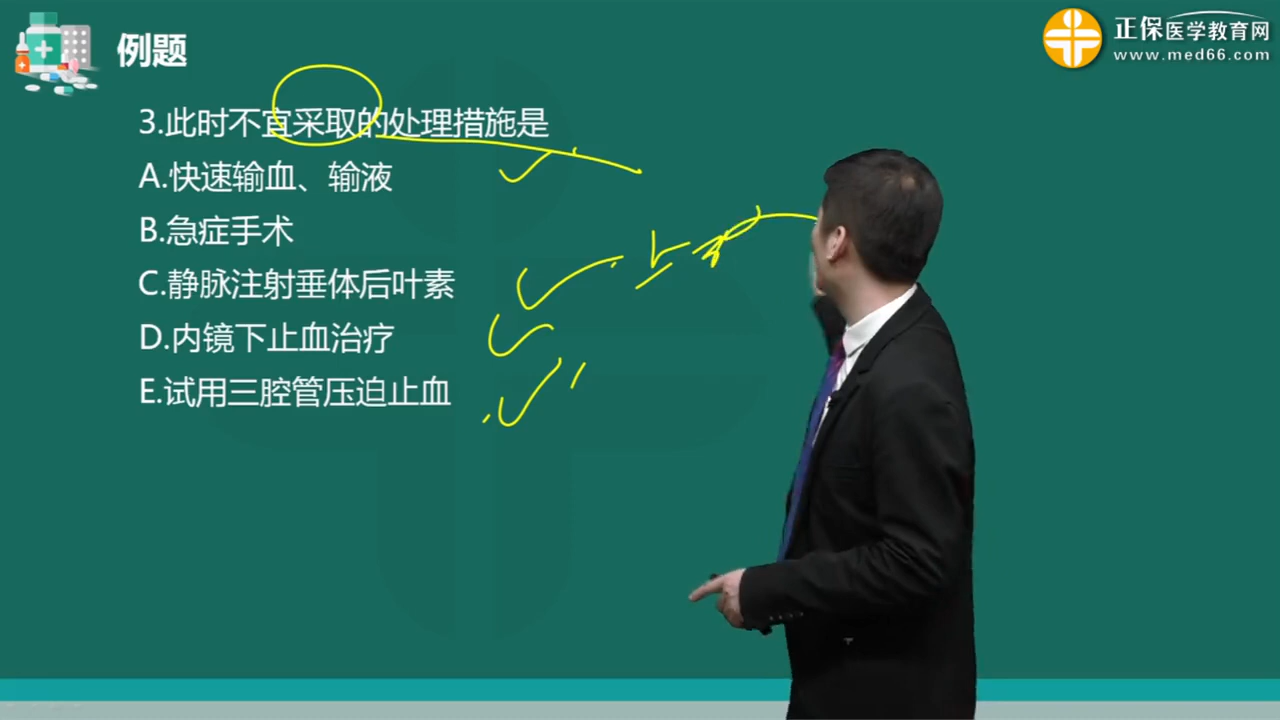 例题
正保医学教育网
www.med66.com
3.此时不宜采取的处理措施是
A.快速输血、输液
B.急症手术
C.静脉注射垂体后叶素
D.内镜下止血治疗
E.试用三腔管压迫止血